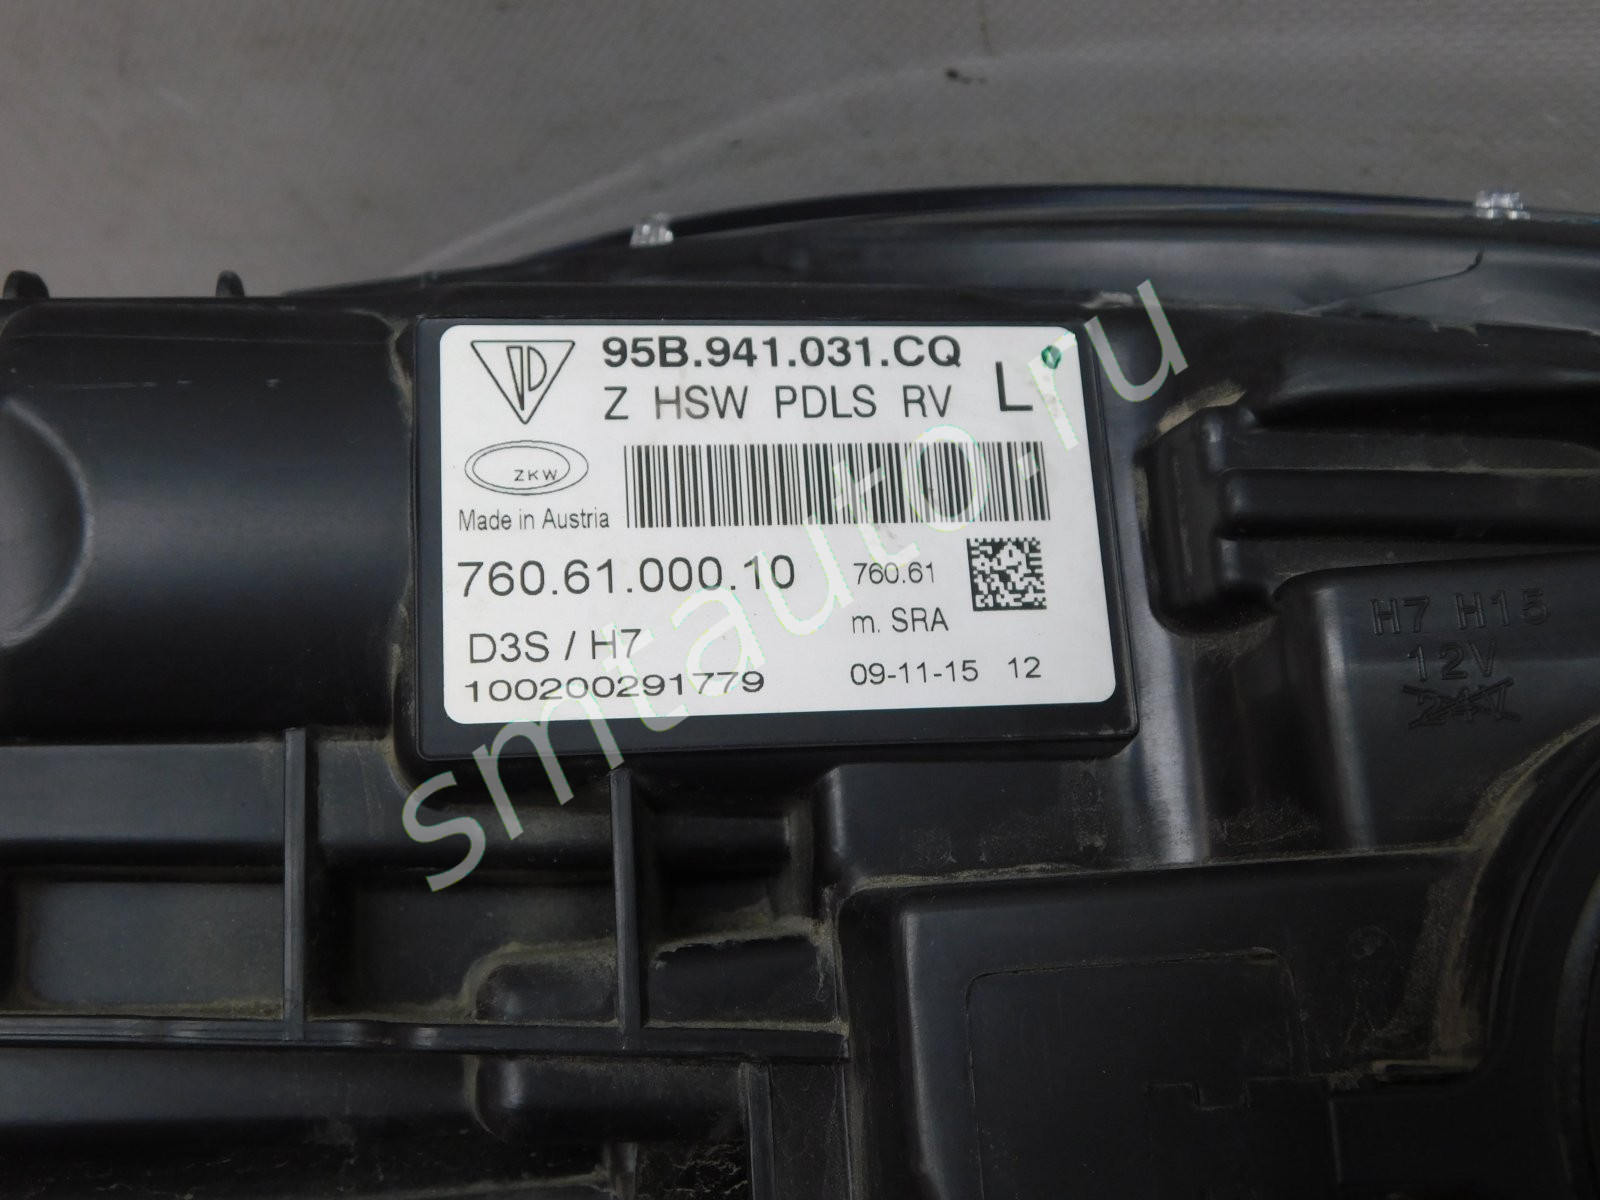 95B.941.031.CQ
Z HSW PDLS RV L
ZKW
Made in Austria
760.61.000.10 760.61
m. SRA
D3S / H7
100200291779 09-11-15 12
H7 H15
12V
24V
smtauto.ru